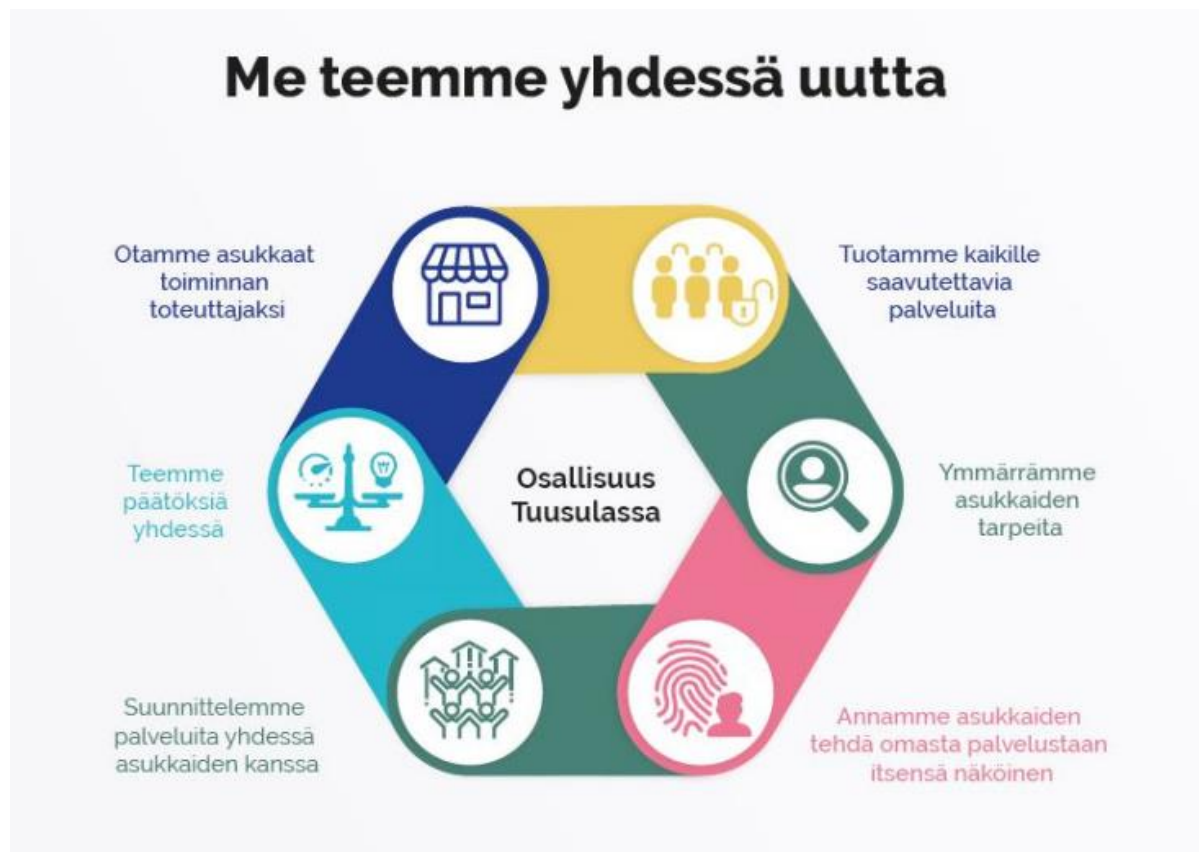 Me teemme yhdessä uutta
Otamme asukkaat
toiminnan
toteuttajaksi
Tuotamme kaikille
saavutettavia
palveluita
Teemme
päätöksiä
yhdessä
Osallisuus
Tuusulassa
Ymmärrämme
asukkaiden
tarpeita
Suunnittelemme
palveluita yhdessä
asukkaiden kanssa
Annamme asukkaiden
tehdä omasta palvelustaan
itsensä näköinen